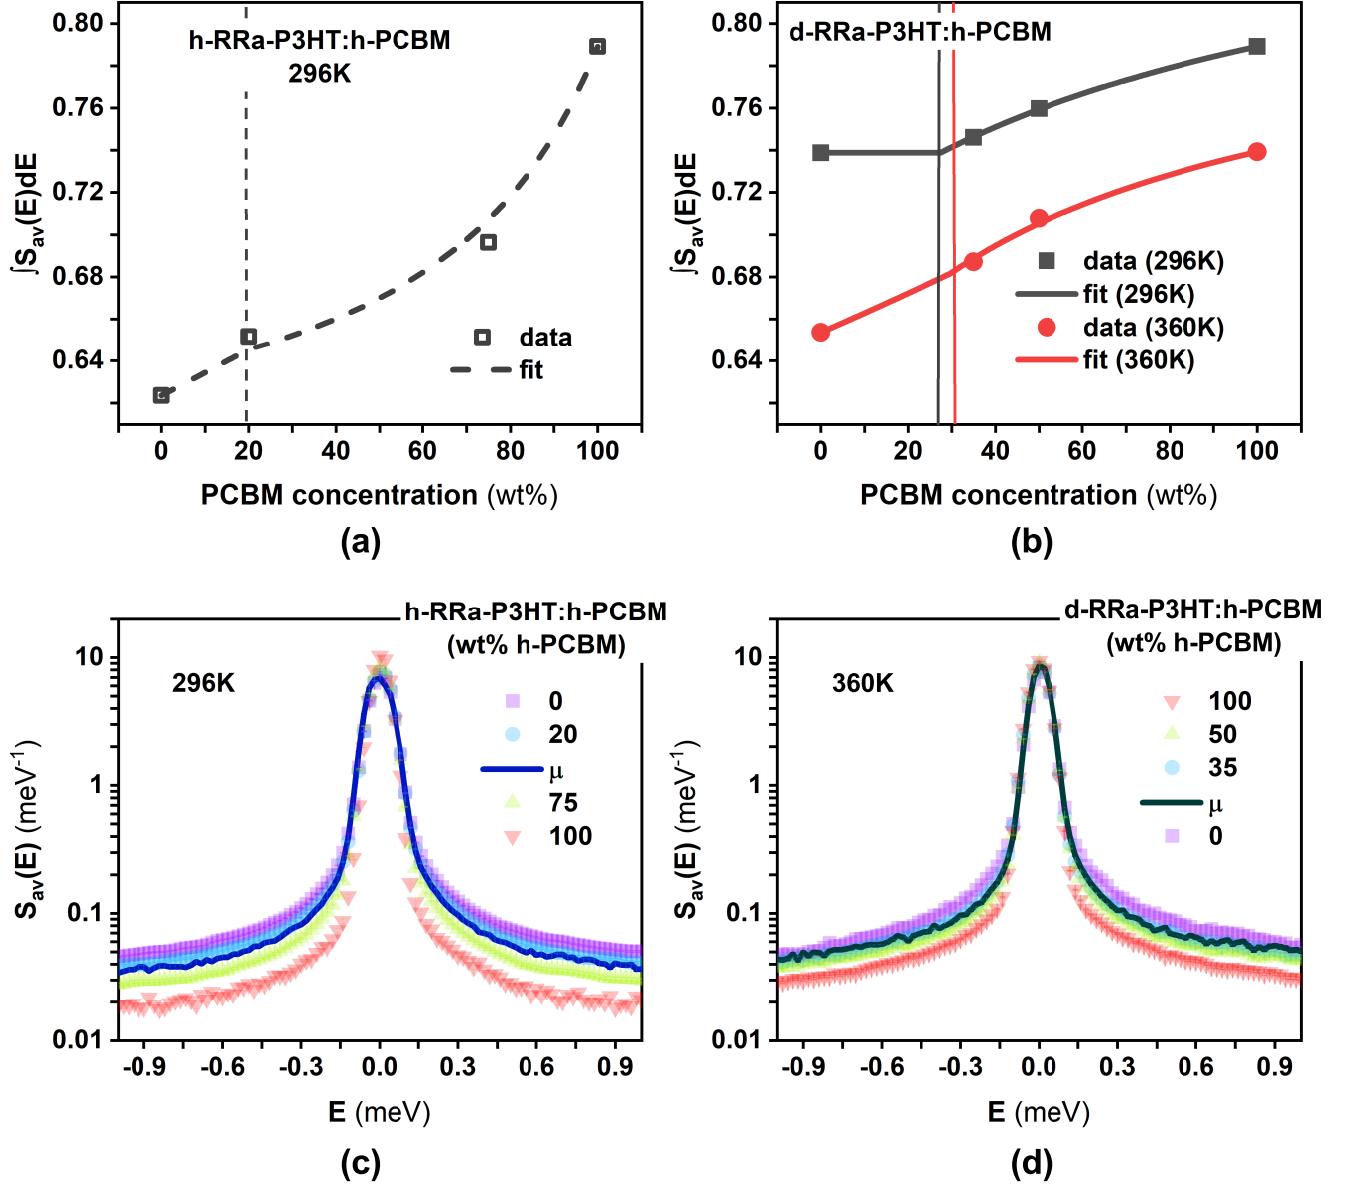 h-RRa-P3HT:h-PCBM
296K
∫Sav(E)dE
0.80
0.76
0.72
0.68
0.64
data
fit
0 20 40 60 80 100
PCBM concentration (wt%)
(a)
d-RRa-P3HT:h-PCBM
∫Sav(E)dE
0.80
0.76
0.72
0.68
0.64
data (296K)
fit (296K)
data (360K)
fit (360K)
0 20 40 60 80 100
PCBM concentration (wt%)
(b)
h-RRa-P3HT:h-PCBM
(wt% h-PCBM)
296K
Sav(E) (meV⁻¹)
10
1
0.1
0.01
0
20
μ
75
100
-0.9 -0.6 -0.3 0.0 0.3 0.6 0.9
E (meV)
(c)
d-RRa-P3HT:h-PCBM
(wt% h-PCBM)
360K
Sav(E) (meV⁻¹)
10
1
0.1
0.01
100
50
35
μ
0
-0.9 -0.6 -0.3 0.0 0.3 0.6 0.9
E (meV)
(d)